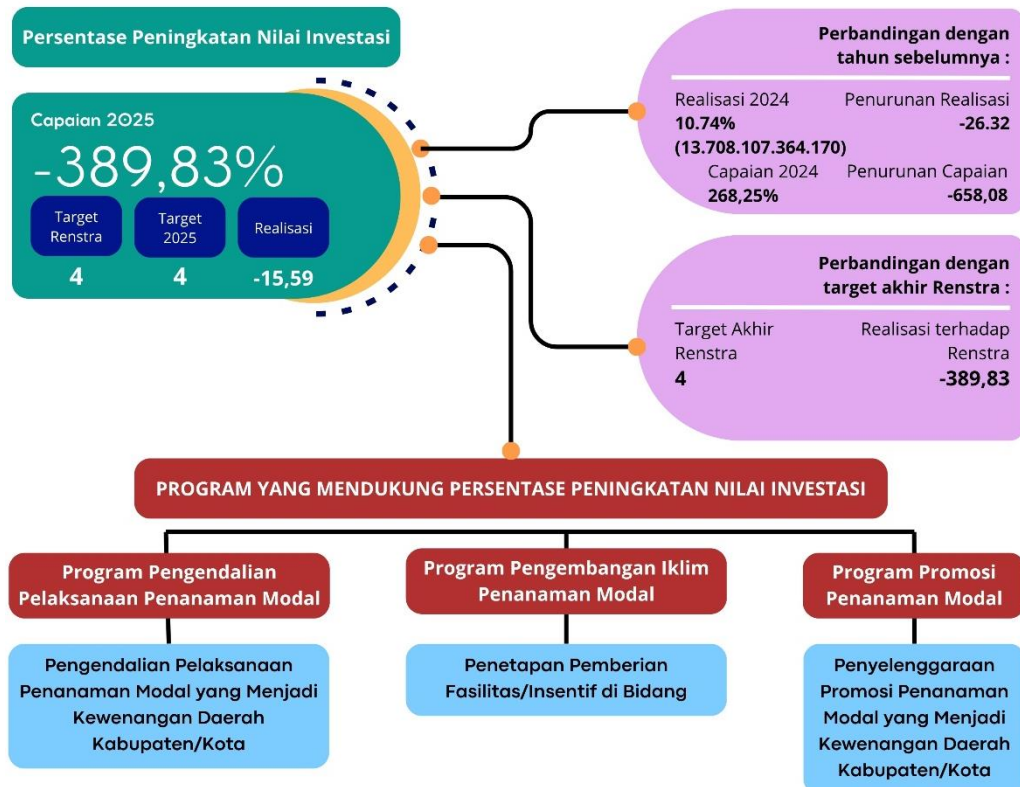 Persentase Peningkatan Nilai Investasi
Capaian 2025
-389,83%
Target
Renstra
4
Target
2025
4
Realisasi
-15,59
Perbandingan dengan
tahun sebelumnya :
Realisasi 2024
10.74%
(13.708.107.364.170)
Penurunan Realisasi
-26.32
Capaian 2024
268,25%
Penurunan Capaian
-658,08
Perbandingan dengan
target akhir Renstra :
Target Akhir
Renstra
4
Realisasi terhadap
Renstra
-389,83
PROGRAM YANG MENDUKUNG PERSENTASE PENINGKATAN NILAI INVESTASI
Program Pengendalian
Pelaksanaan Penanaman Modal
Pengendalian Pelaksanaan
Penanaman Modal yang Menjadi
Kewenangan Daerah
Kabupaten/Kota
Program Pengembangan Iklim
Penanaman Modal
Penetapan Pemberian
Fasilitas/Insentif di Bidang
Program Promosi
Penanaman Modal
Penyelenggaraan
Promosi Penanaman
Modal yang Menjadi
Kewenangan Daerah
Kabupaten/Kota